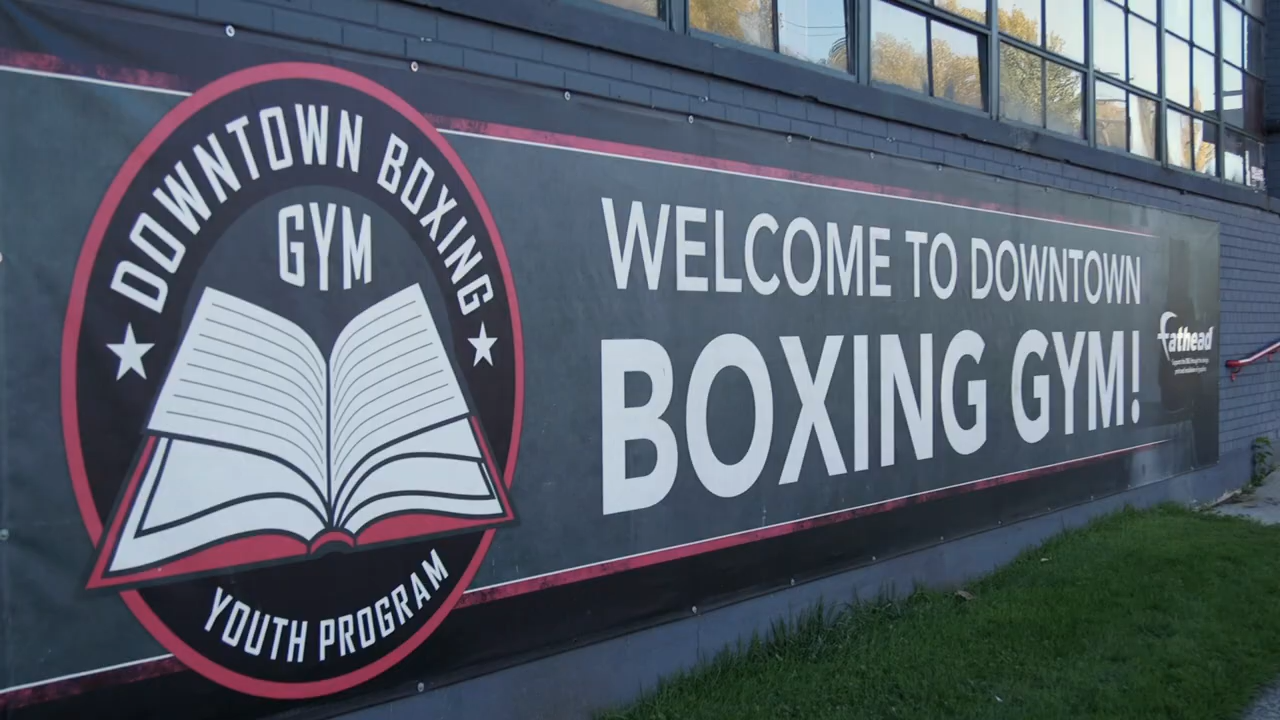 DOWNTOWN BOXING
GYM
YOUTH PROGRAM
WELCOME TO DOWNTOWN
BOXING GYM!
fathead